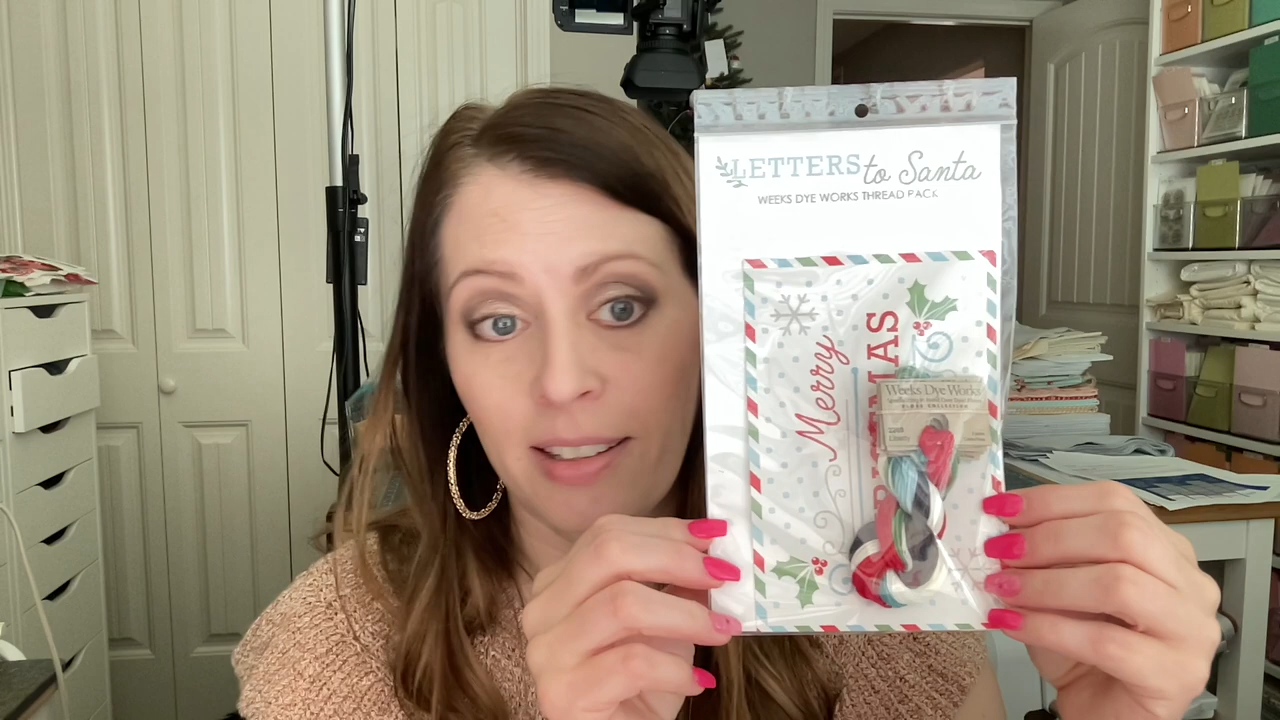 LETTERS to Santa
WEEKS DYE WORKS THREAD PACK
Merry
MAS
Weeks Dye Works